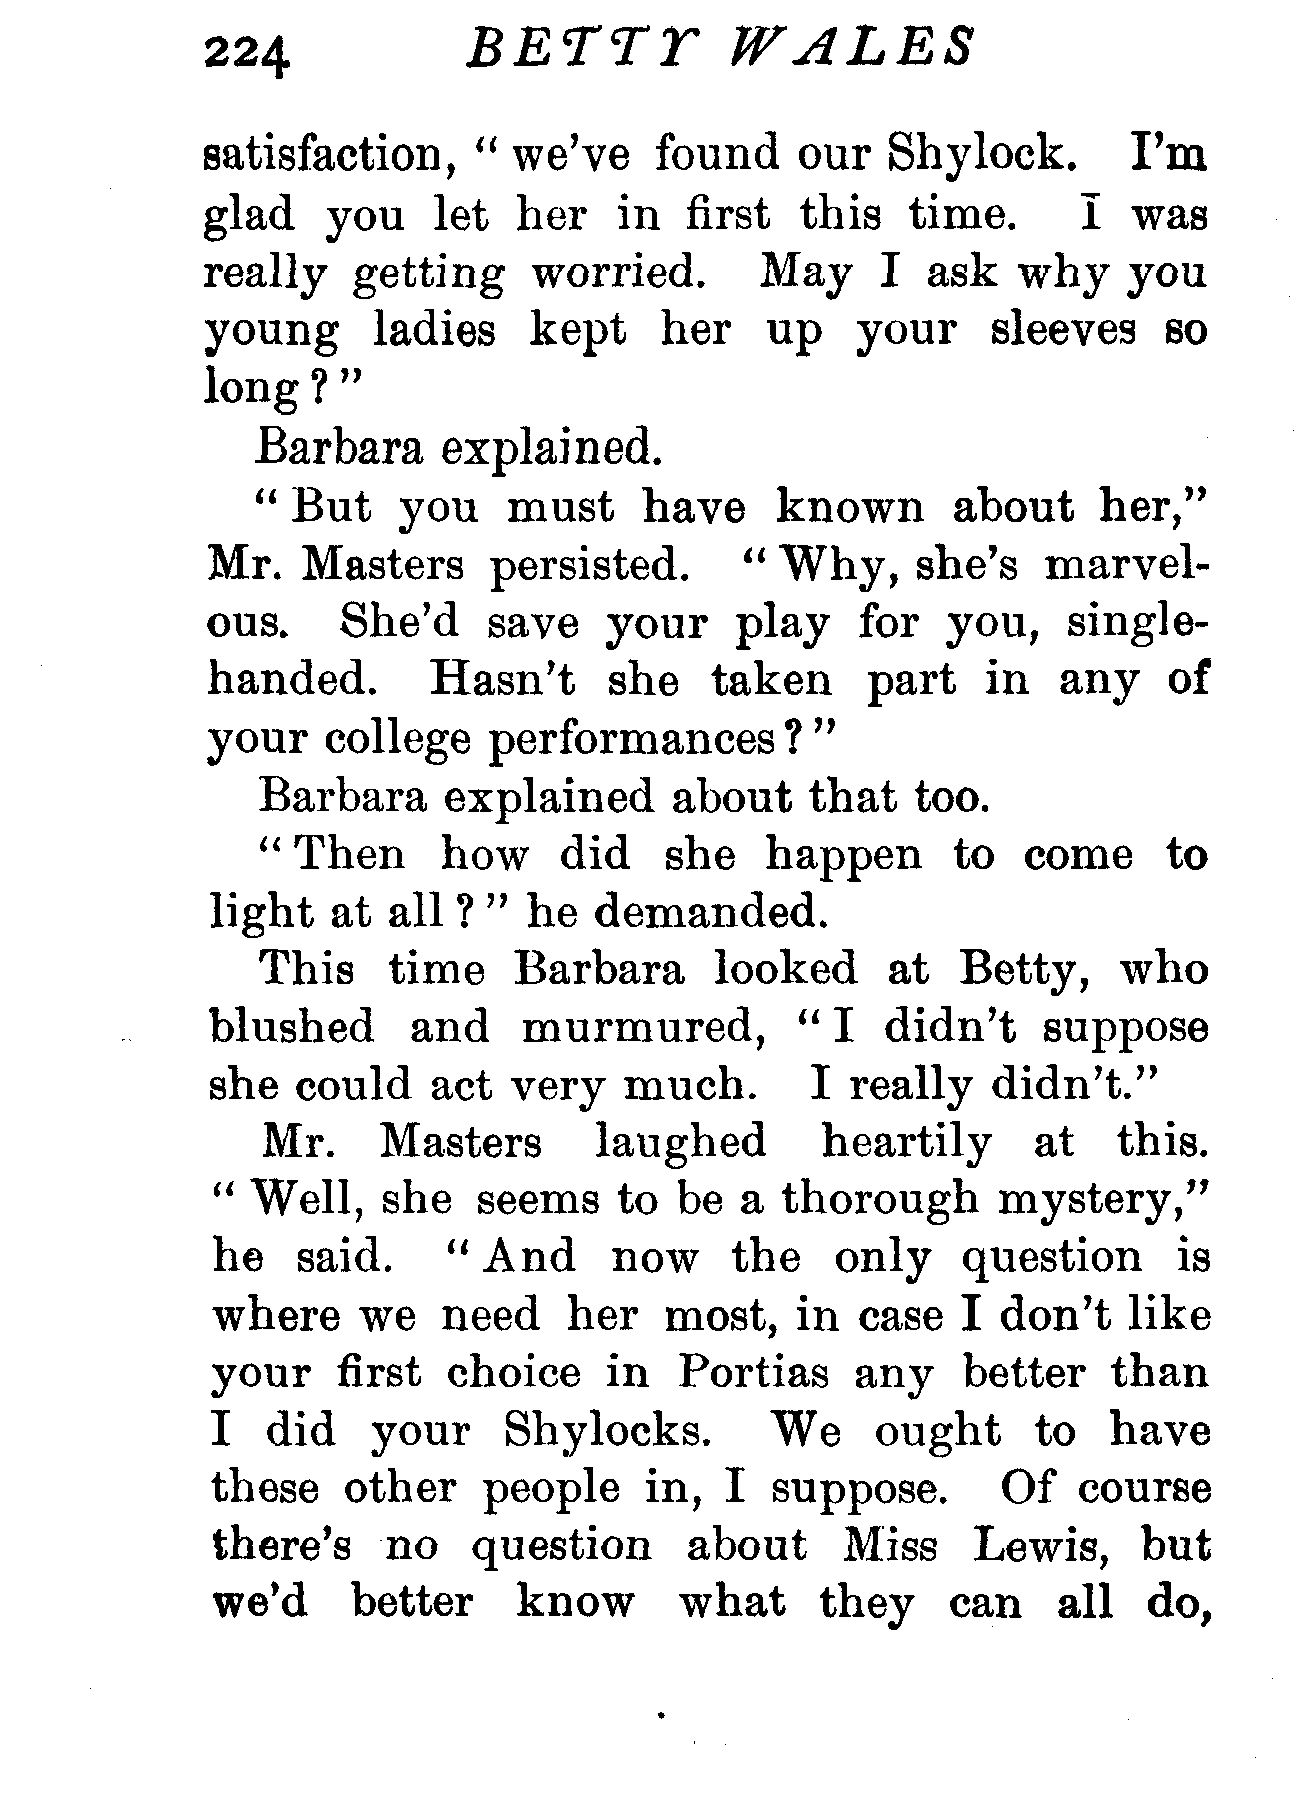 224 BETTY WALES
satisfaction, “ we’ve found our Shylock. I’m
glad you let her in first this time. I was
really getting worried. May I ask why you
young ladies kept her up your sleeves so
long ? ”
Barbara explained.
“ But you must have known about her,”
Mr. Masters persisted. “ Why, she’s marvel-
ous. She’d save your play for you, single-
handed. Hasn’t she taken part in any of
your college performances ? ”
Barbara explained about that too.
“ Then how did she happen to come to
light at all ? ” he demanded.
This time Barbara looked at Betty, who
blushed and murmured, “ I didn’t suppose
she could act very much. I really didn’t.”
Mr. Masters laughed heartily at this.
“ Well, she seems to be a thorough mystery,”
he said. “ And now the only question is
where we need her most, in case I don’t like
your first choice in Portias any better than
I did your Shylocks. We ought to have
these other people in, I suppose. Of course
there’s no question about Miss Lewis, but
we’d better know what they can all do,